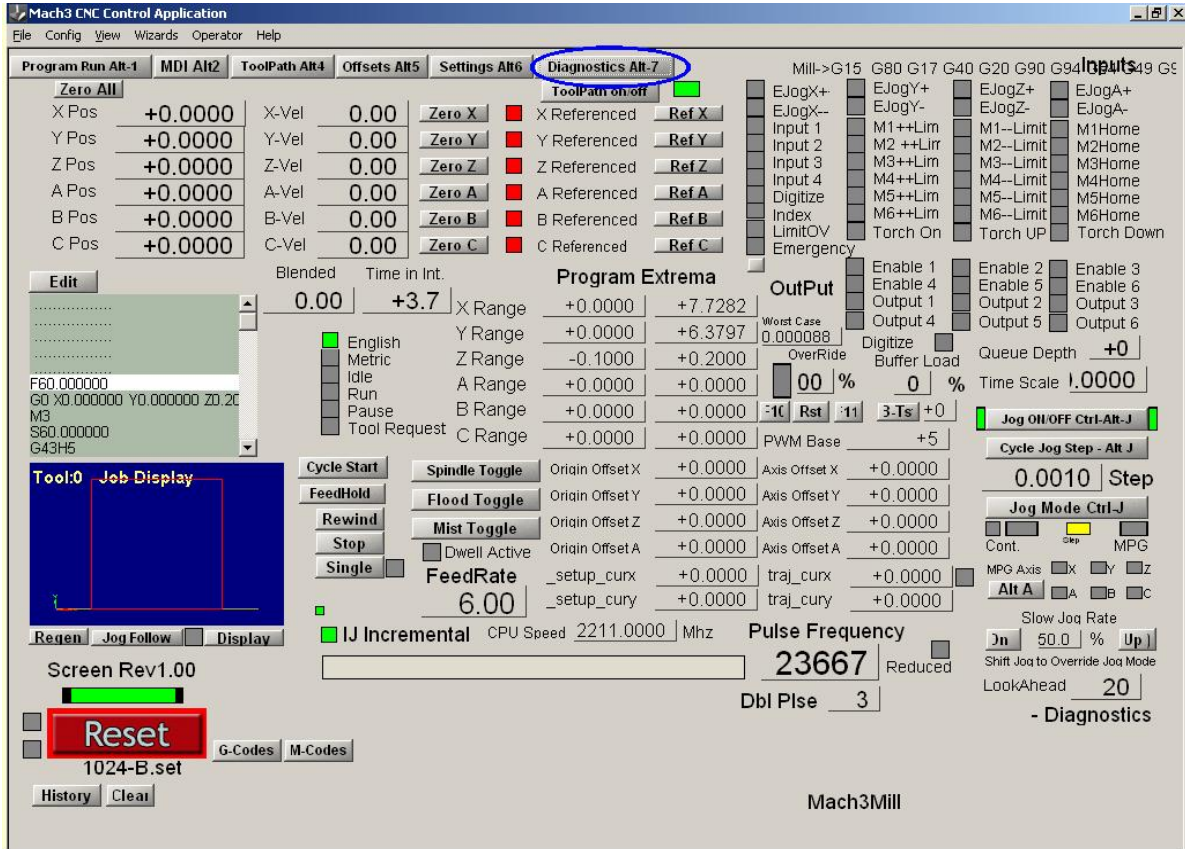 Mach3 CNC Control Application
File Config View Wizards Operator Help
Program Run Alt-1 MDI Alt2 ToolPath Alt4 Offsets Alt5 Settings Alt6 Diagnostics Alt-7
Mill->G15 G80 G17 G40 G20 G90 G94 G49
Inputs
Zero All
ToolPath on/off
X Pos +0.0000 X-Vel 0.00 Zero X X Referenced Ref X
Y Pos +0.0000 Y-Vel 0.00 Zero Y Y Referenced Ref Y
Z Pos +0.0000 Z-Vel 0.00 Zero Z Z Referenced Ref Z
A Pos +0.0000 A-Vel 0.00 Zero A A Referenced Ref A
B Pos +0.0000 B-Vel 0.00 Zero B B Referenced Ref B
C Pos +0.0000 C-Vel 0.00 Zero C C Referenced Ref C
EJogX+ EJogY+ EJogZ+ EJogA+
EJogX-- EJogY- EJogZ- EJogA-
Input 1 M1++Lim M1--Limit M1Home
Input 2 M2 ++Lim M2--Limit M2Home
Input 3 M3++Lim M3--Limit M3Home
Input 4 M4++Lim M4--Limit M4Home
Digitize M5++Lim M5--Limit M5Home
Index M6++Lim M6--Limit M6Home
LimitOV Torch On Torch UP Torch Down
Emergency
OutPut
Enable 1 Enable 2 Enable 3
Enable 4 Enable 5 Enable 6
Output 1 Output 2 Output 3
Output 4 Output 5 Output 6
Edit
Blended Time in Int.
0.00 +3.7
Program Extrema
X Range +0.0000 +7.7282
Y Range +0.0000 +6.3797
Z Range -0.1000 +0.2000
A Range +0.0000 +0.0000
B Range +0.0000 +0.0000
C Range +0.0000 +0.0000
F60.000000
G0 X0.000000 Y0.000000 Z0.20
M3
S60.000000
G43H5
English
Metric
Idle
Run
Pause
Tool Request
Worst Case
0.000088
OverRide
00 %
Rst
Digitize
Buffer Load
0 %
3-Ts +0
PWM Base +5
Queue Depth +0
Time Scale .0000
Jog ON/OFF Ctrl-Alt-J
Cycle Jog Step - Alt J
0.0010 Step
Jog Mode Ctrl-J
Cont. Step MPG
MPG Axis X Y Z
Alt A A B C
Slow Jog Rate
50.0 % Up
Shift Jog to Override Jog Mode
LookAhead 20
- Diagnostics
Tool:0 Job Display
Cycle Start
FeedHold
Rewind
Stop
Single
Spindle Toggle
Flood Toggle
Mist Toggle
Dwell Active
FeedRate
6.00
Origin Offset X +0.0000 Axis Offset X +0.0000
Origin Offset Y +0.0000 Axis Offset Y +0.0000
Origin Offset Z +0.0000 Axis Offset Z +0.0000
Origin Offset A +0.0000 Axis Offset A +0.0000
_setup_curx +0.0000 traj_curx +0.0000
_setup_cury +0.0000 traj_cury +0.0000
IJ Incremental CPU Speed 2211.0000 Mhz
Pulse Frequency
23667 Reduced
Dbl Plse 3
Regen Jog Follow Display
Screen Rev1.00
Reset
G-Codes M-Codes
1024-B.set
History Clear
Mach3Mill